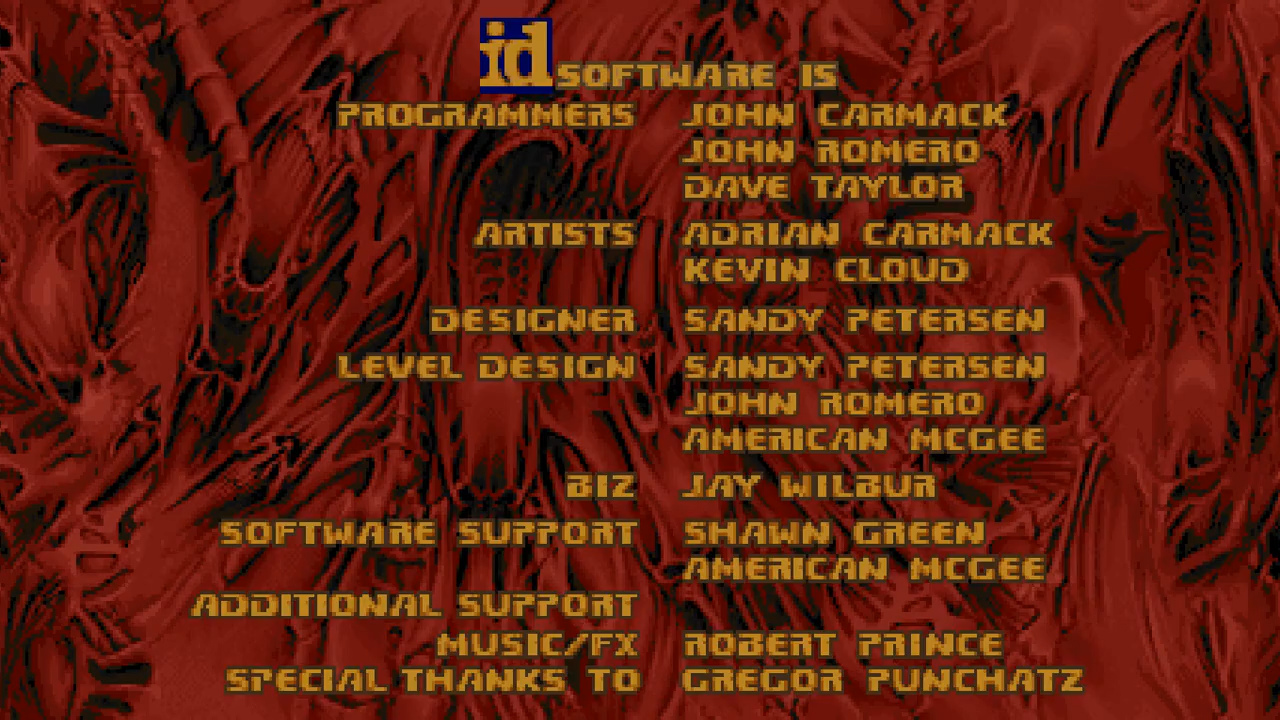 id SOFTWARE IS
PROGRAMMERS JOHN CARMACK
JOHN ROMERO
DAVE TAYLOR
ARTISTS ADRIAN CARMACK
KEVIN CLOUD
DESIGNER SANDY PETERSEN
LEVEL DESIGN SANDY PETERSEN
JOHN ROMERO
AMERICAN MCGEE
BIZ JAY WILBUR
SOFTWARE SUPPORT SHAWN GREEN
AMERICAN MCGEE
ADDITIONAL SUPPORT
MUSIC/FX ROBERT PRINCE
SPECIAL THANKS TO GREGOR PUNCHATZ